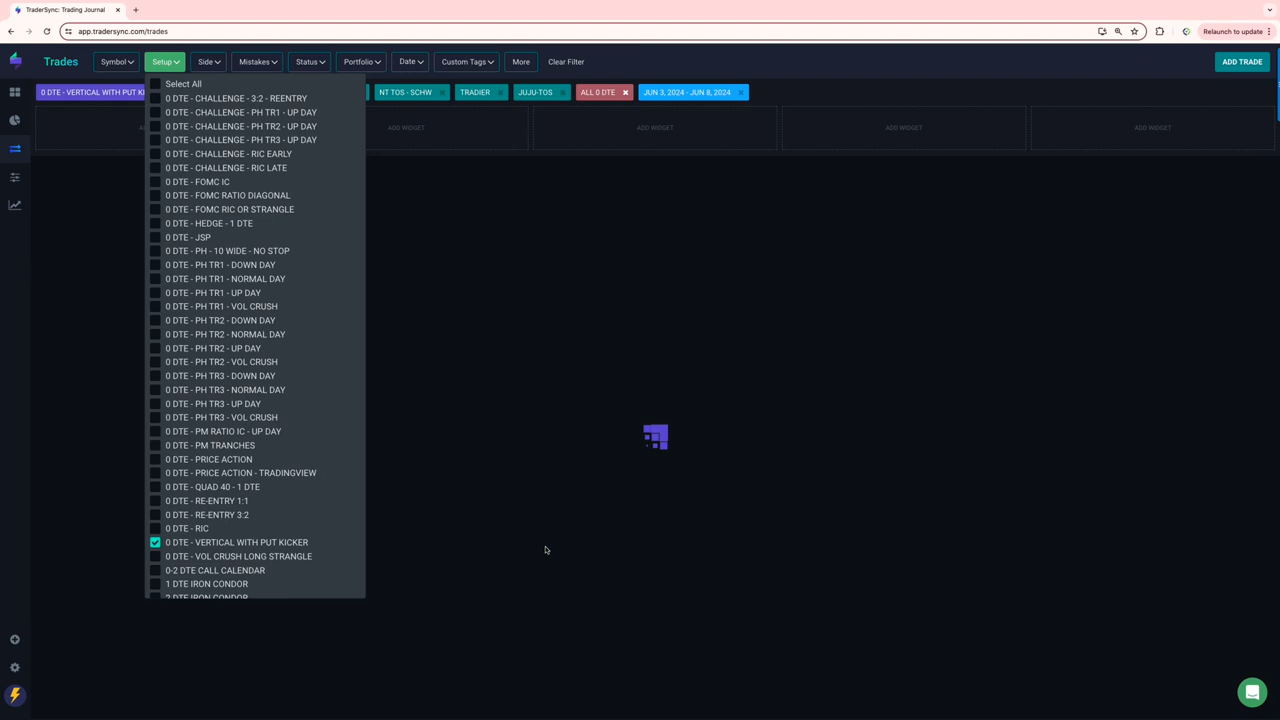 TraderSync: Trading Journal
app.tradersync.com/trades
Relaunch to update
Trades
Symbol
Setup
Side
Mistakes
Status
Portfolio
Date
Custom Tags
More
Clear Filter
ADD TRADE
0 DTE - VERTICAL WITH PUT KI
NT TOS - SCHW
TRADIER
JUJU-TOS
ALL 0 DTE
JUN 3, 2024 - JUN 8, 2024
ADD WIDGET
ADD WIDGET
ADD WIDGET
ADD WIDGET
Select All
0 DTE - CHALLENGE - 3:2 - REENTRY
0 DTE - CHALLENGE - PH TR1 - UP DAY
0 DTE - CHALLENGE - PH TR2 - UP DAY
0 DTE - CHALLENGE - PH TR3 - UP DAY
0 DTE - CHALLENGE - RIC EARLY
0 DTE - CHALLENGE - RIC LATE
0 DTE - FOMC IC
0 DTE - FOMC RATIO DIAGONAL
0 DTE - FOMC RIC OR STRANGLE
0 DTE - HEDGE - 1 DTE
0 DTE - JSP
0 DTE - PH - 10 WIDE - NO STOP
0 DTE - PH TR1 - DOWN DAY
0 DTE - PH TR1 - NORMAL DAY
0 DTE - PH TR1 - UP DAY
0 DTE - PH TR1 - VOL CRUSH
0 DTE - PH TR2 - DOWN DAY
0 DTE - PH TR2 - NORMAL DAY
0 DTE - PH TR2 - UP DAY
0 DTE - PH TR2 - VOL CRUSH
0 DTE - PH TR3 - DOWN DAY
0 DTE - PH TR3 - NORMAL DAY
0 DTE - PH TR3 - UP DAY
0 DTE - PH TR3 - VOL CRUSH
0 DTE - PM RATIO IC - UP DAY
0 DTE - PM TRANCHES
0 DTE - PRICE ACTION
0 DTE - PRICE ACTION - TRADINGVIEW
0 DTE - QUAD 40 - 1 DTE
0 DTE - RE-ENTRY 1:1
0 DTE - RE-ENTRY 3:2
0 DTE - RIC
0 DTE - VERTICAL WITH PUT KICKER
0 DTE - VOL CRUSH LONG STRANGLE
0-2 DTE CALL CALENDAR
1 DTE IRON CONDOR
2 DTE IRON CONDOR